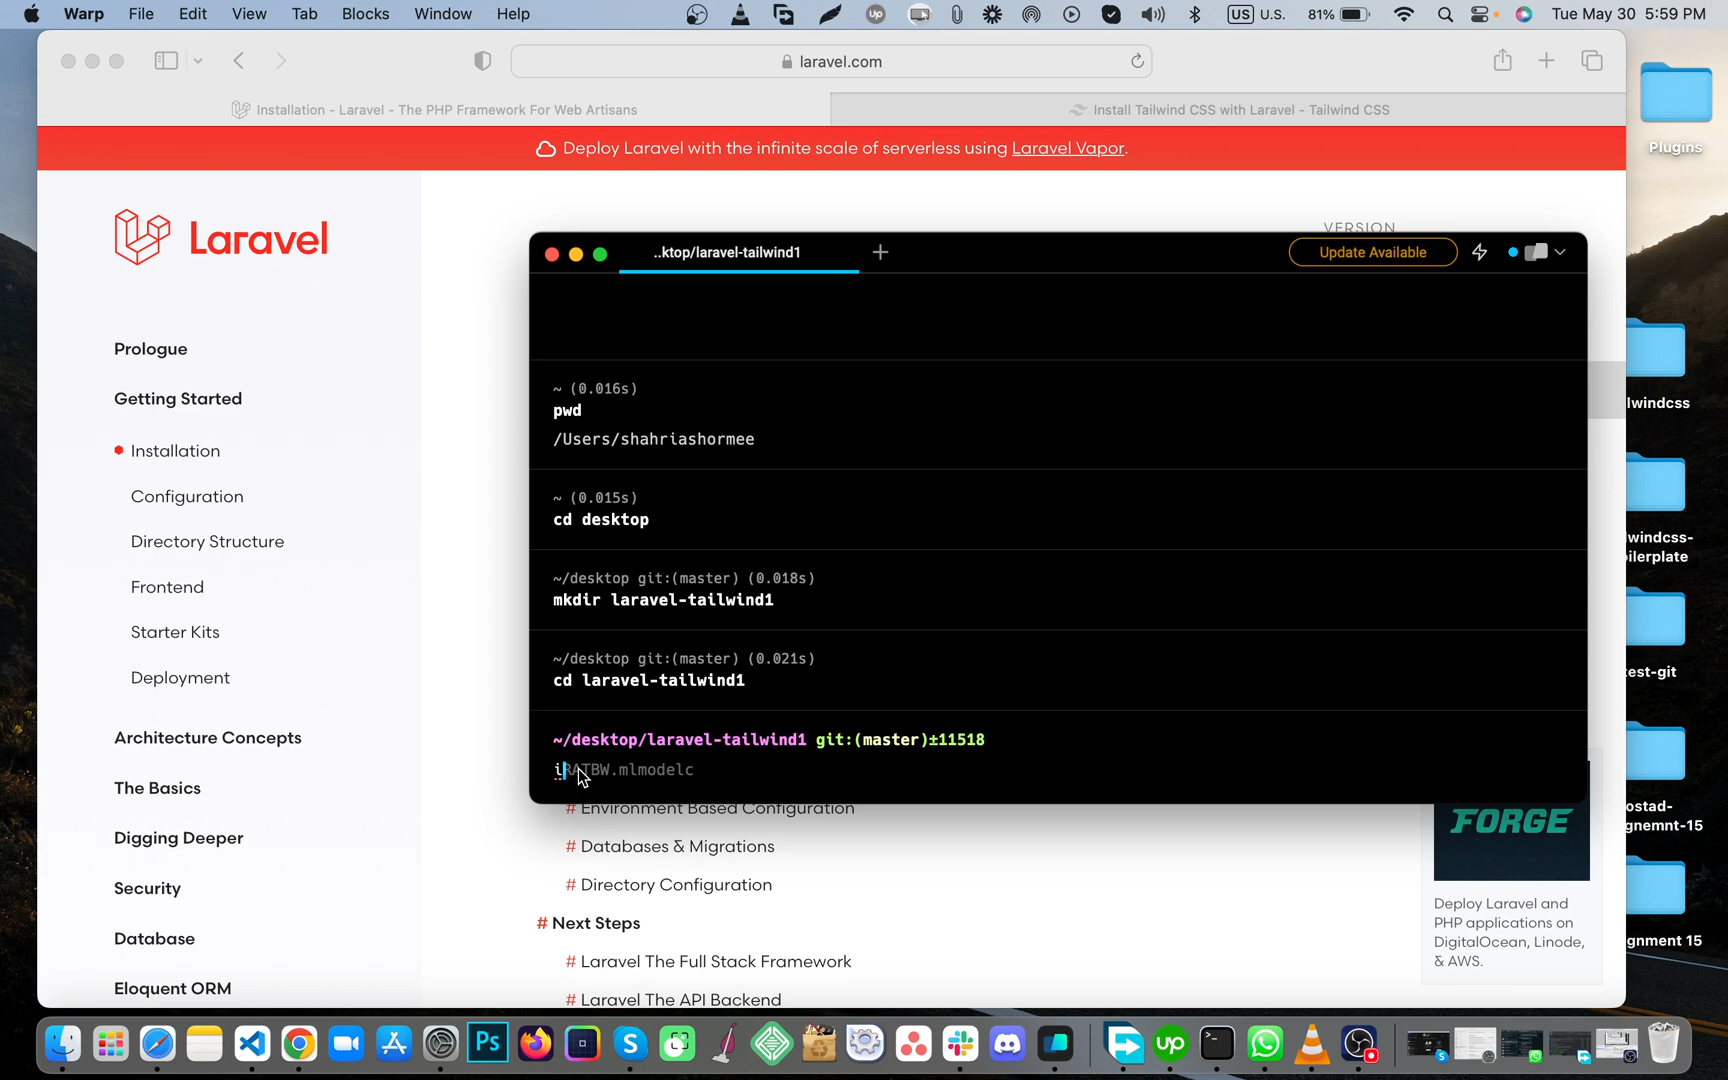 Warp File Edit View Tab Blocks Window Help
US U.S. 81% Tue May 30 5:59 PM
laravel.com
Installation - Laravel - The PHP Framework For Web Artisans
Install Tailwind CSS with Laravel - Tailwind CSS
Deploy Laravel with the infinite scale of serverless using Laravel Vapor.
Laravel
Prologue
Getting Started
Installation
Configuration
Directory Structure
Frontend
Starter Kits
Deployment
Architecture Concepts
The Basics
Digging Deeper
Security
Database
Eloquent ORM
VERSION
..ktop/laravel-tailwind1
Update Available
~ (0.016s)
pwd
/Users/shahriashormee
~ (0.015s)
cd desktop
~/desktop git:(master) (0.018s)
mkdir laravel-tailwind1
~/desktop git:(master) (0.021s)
cd laravel-tailwind1
~/desktop/laravel-tailwind1 git:(master)±11518
iRATBW.mlmodelc
# Environment Based Configuration
# Databases & Migrations
# Directory Configuration
# Next Steps
# Laravel The Full Stack Framework
# Laravel The API Backend
FORGE
Deploy Laravel and
PHP applications on
DigitalOcean, Linode,
& AWS.
Plugins
lwindcss
windcss-
ilerplate
est-git
ostad-
gnemnt-15
gnment 15
Ps
up